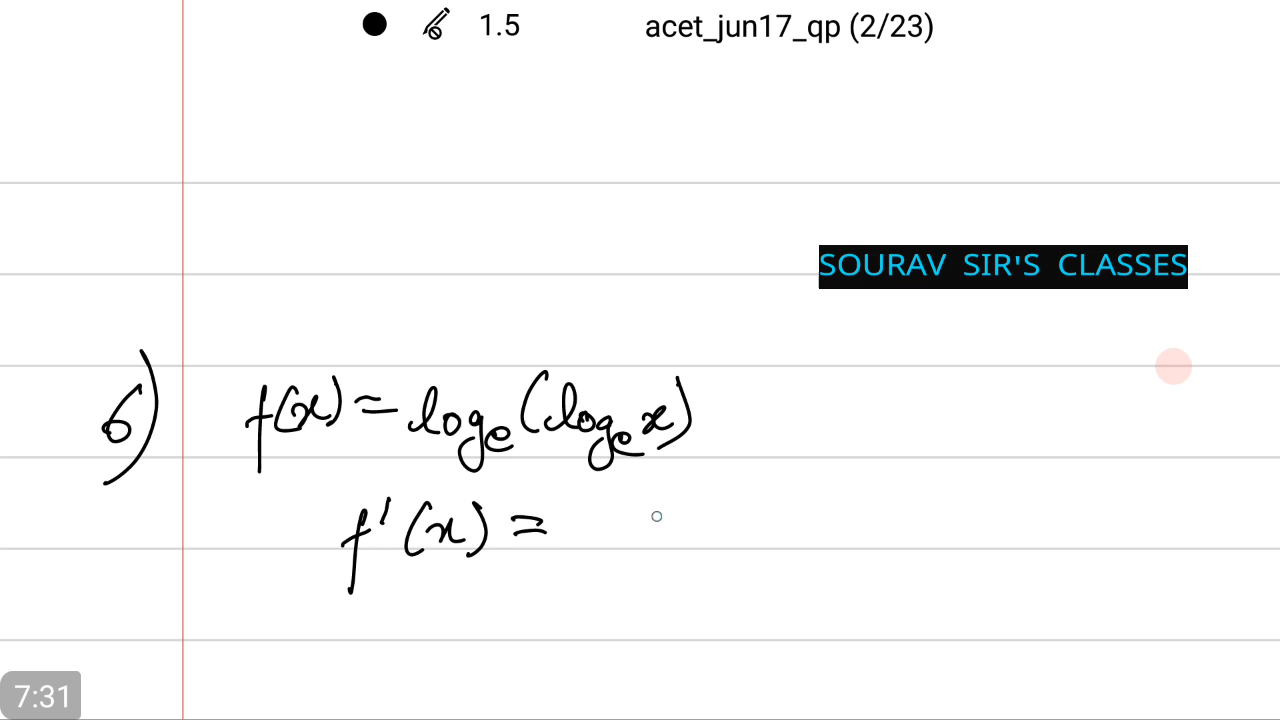 1.5 acet_jun17_qp (2/23)
SOURAV SIR'S CLASSES
6) f(x) = logₑ(logₑx)
f'(x) =
7:31